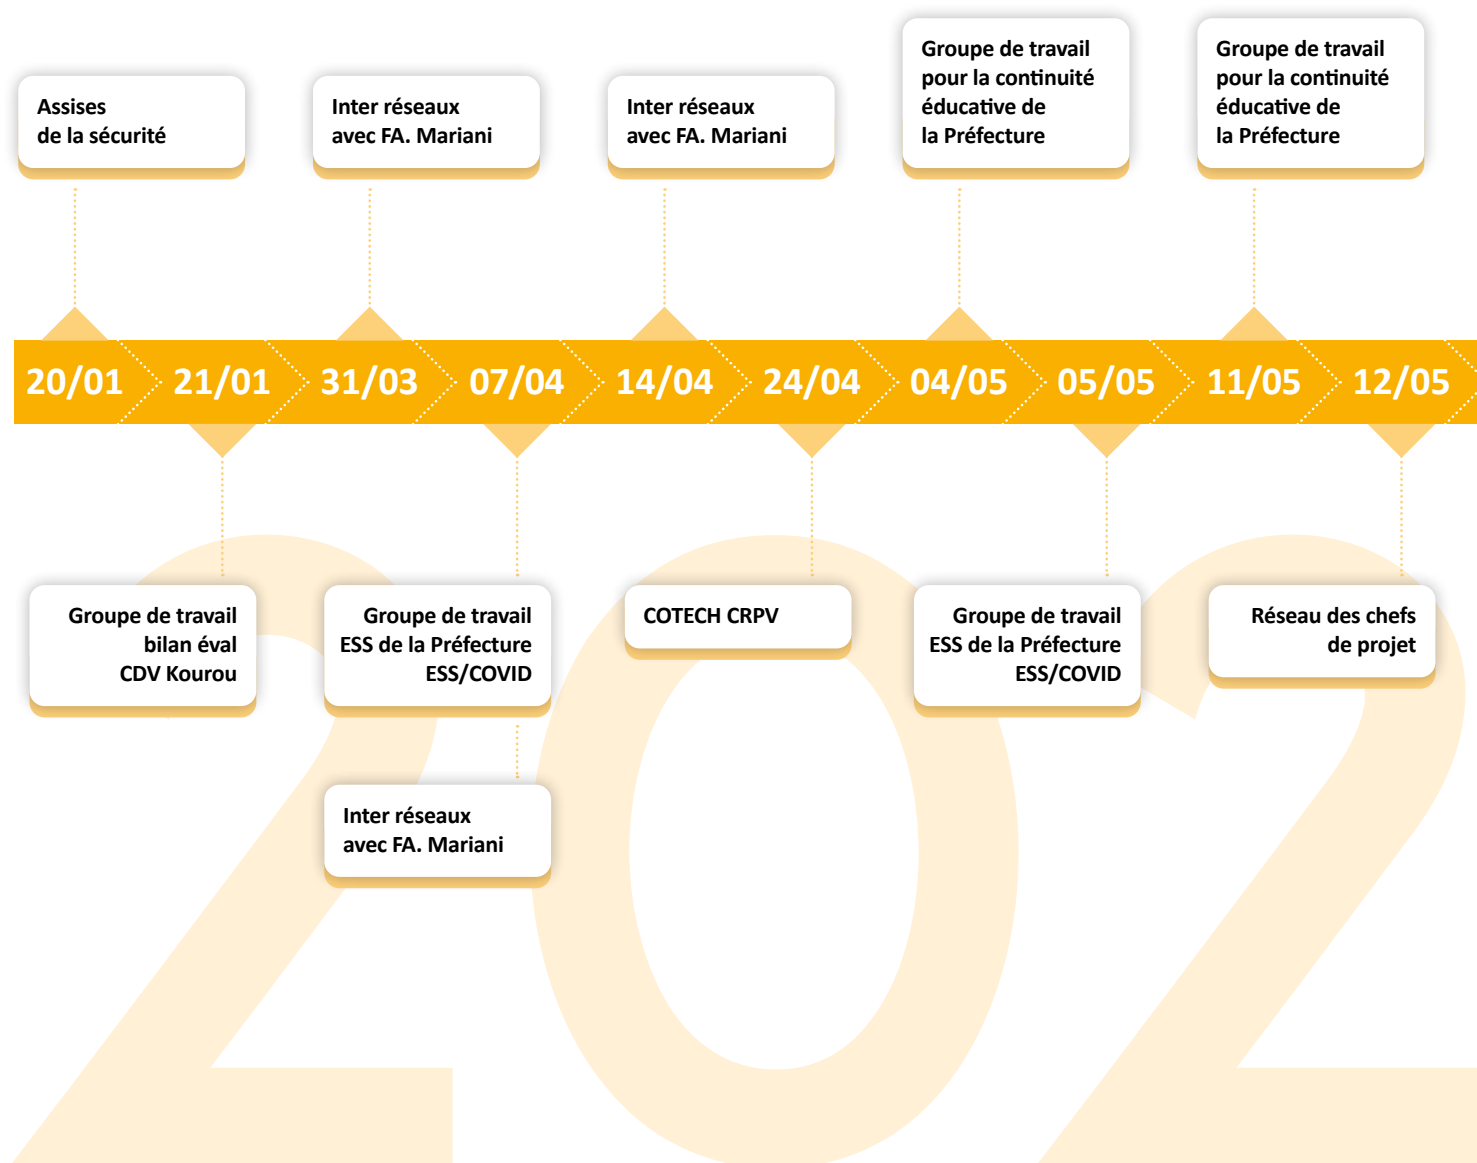 Assises
de la sécurité
Inter réseaux
avec FA. Mariani
Inter réseaux
avec FA. Mariani
Groupe de travail
pour la continuité
éducative de
la Préfecture
Groupe de travail
pour la continuité
éducative de
la Préfecture
20/01 21/01 31/03 07/04 14/04 24/04 04/05 05/05 11/05 12/05
Groupe de travail
bilan éval
CDV Kourou
Groupe de travail
ESS de la Préfecture
ESS/COVID
Inter réseaux
avec FA. Mariani
COTECH CRPV
Groupe de travail
ESS de la Préfecture
ESS/COVID
Réseau des chefs
de projet
202